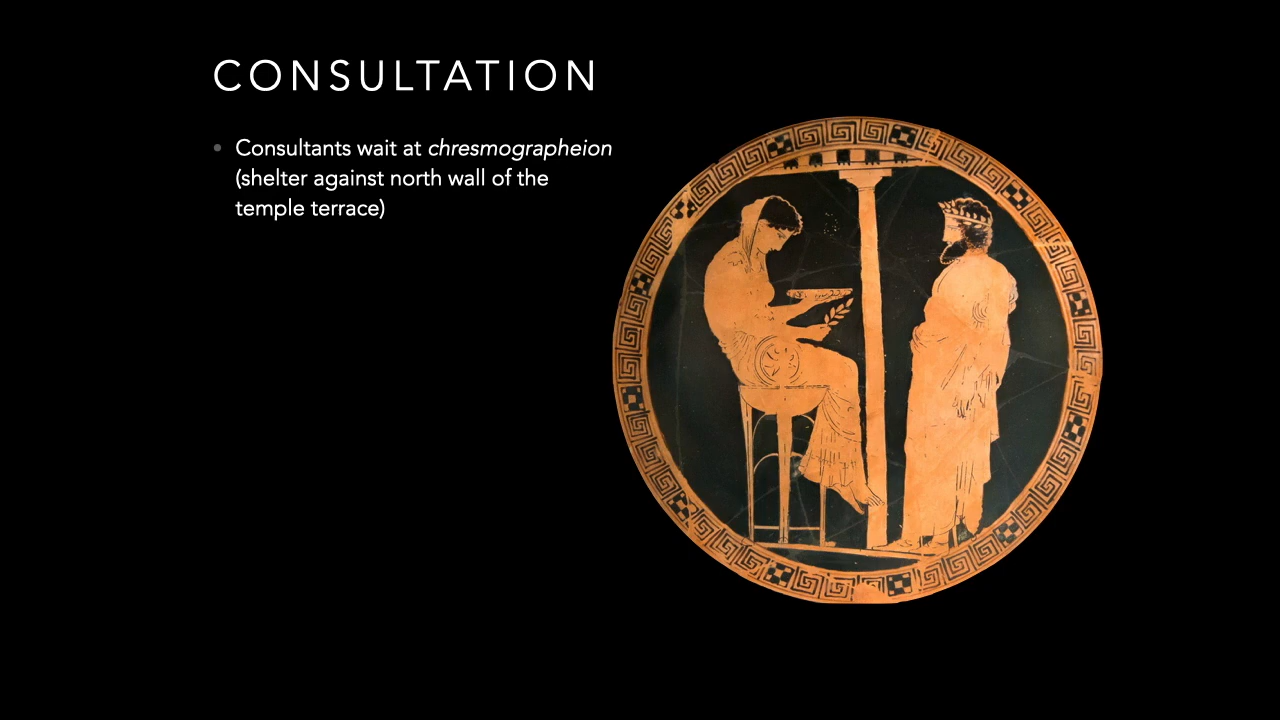 CONSULTATION
• Consultants wait at chresmographeion
(shelter against north wall of the
temple terrace)